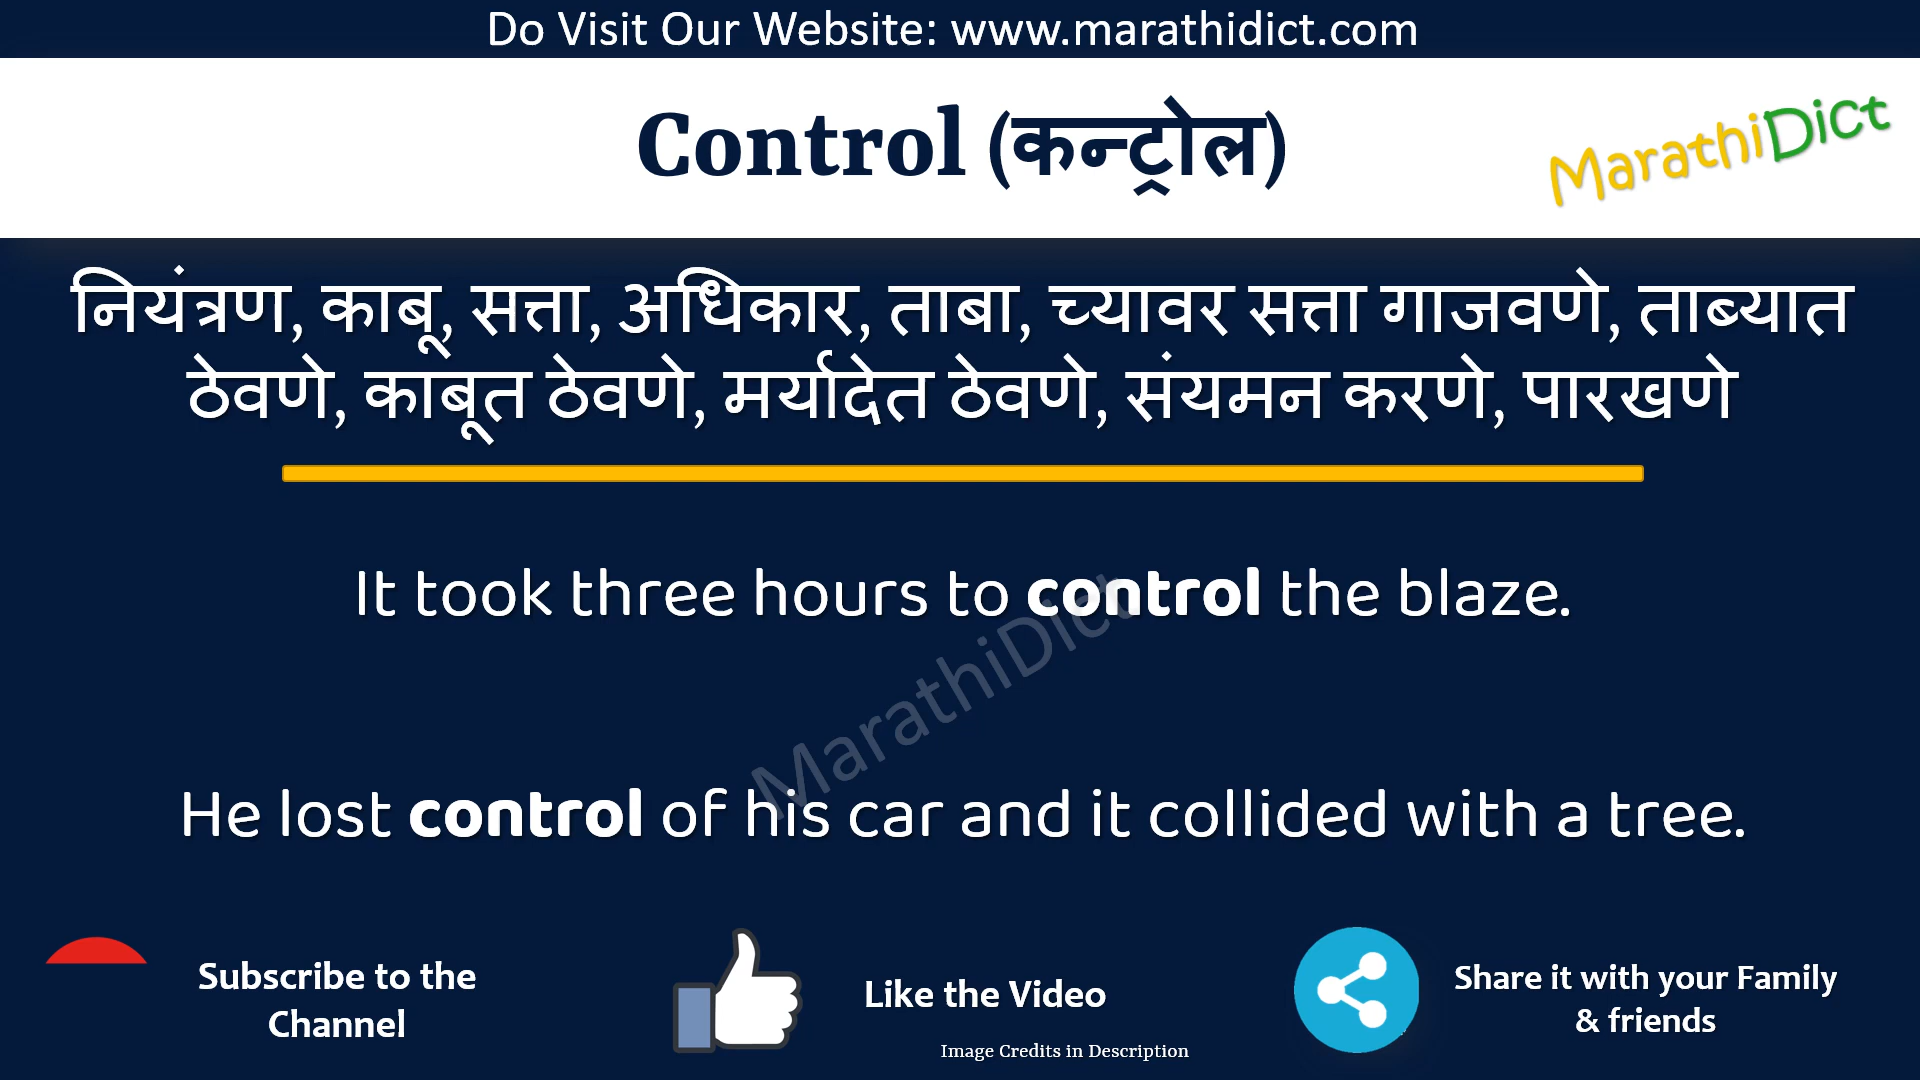 Do Visit Our Website: www.marathidict.com
Control (कन्ट्रोल)
MarathiDict
नियंत्रण, काबू, सत्ता, अधिकार, ताबा, च्यावर सत्ता गाजवणे, ताब्यात
ठेवणे, काबूत ठेवणे, मर्यादेत ठेवणे, संयमन करणे, पारखणे
It took three hours to control the blaze.
MarathiDict
He lost control of his car and it collided with a tree.
Subscribe to the
Channel
Like the Video
Share it with your Family
& friends
Image Credits in Description